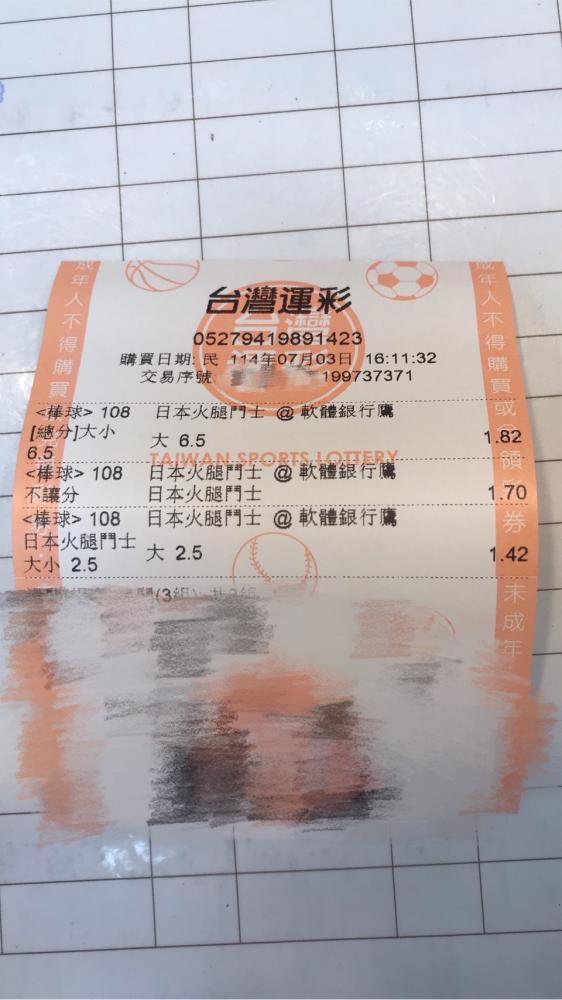 台灣運彩
05279419891423
購買日期: 民 114年07月03日 16:11:32
交易序號 199737371
<棒球> 108 日本火腿鬥士 @ 軟體銀行鷹
[總分]大小 大 6.5 1.82
6.5
TAIWAN SPORTS LOTTERY
<棒球> 108 日本火腿鬥士 @ 軟體銀行鷹
不讓分 日本火腿鬥士 1.70
<棒球> 108 日本火腿鬥士 @ 軟體銀行鷹
日本火腿鬥士 大 2.5 1.42
大小 2.5
成年人不得購買
成年人不得購買或 領 券 未成年